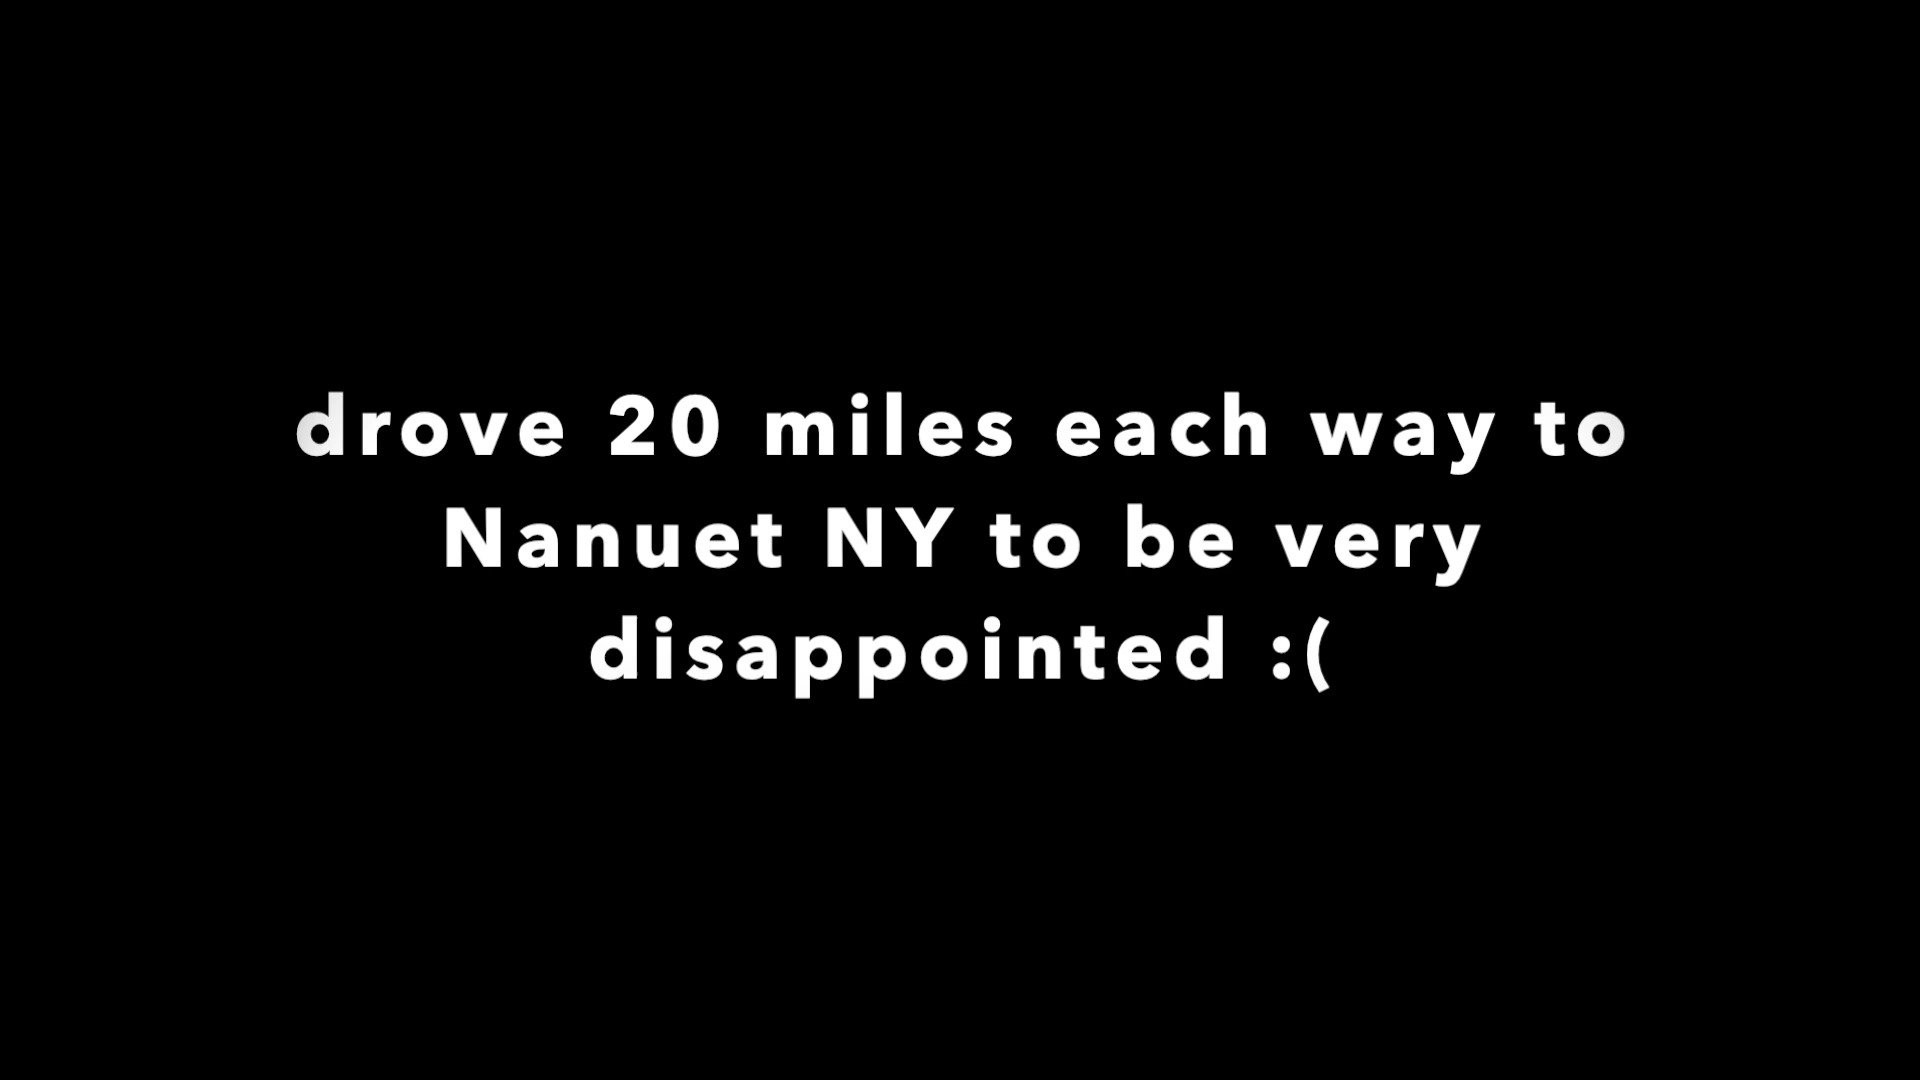 drove 20 miles each way to
Nanuet NY to be very
disappointed :(